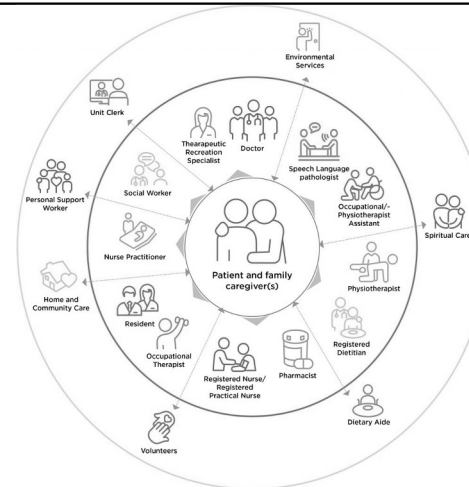 Environmental
Services
Unit Clerk
Thearapeutic
Recreation
Specialist
Doctor
Speech Language
pathologist
Social Worker
Personal Support
Worker
Occupational/-
Physiotherapist
Assistant
Spiritual Care
Nurse Practitioner
Patient and family
caregiver(s)
Physiotherapist
Home and
Community Care
Resident
Registered
Dietitian
Occupational
Therapist
Registered Nurse/
Registered
Practical Nurse
Pharmacist
Dietary Aide
Volunteers